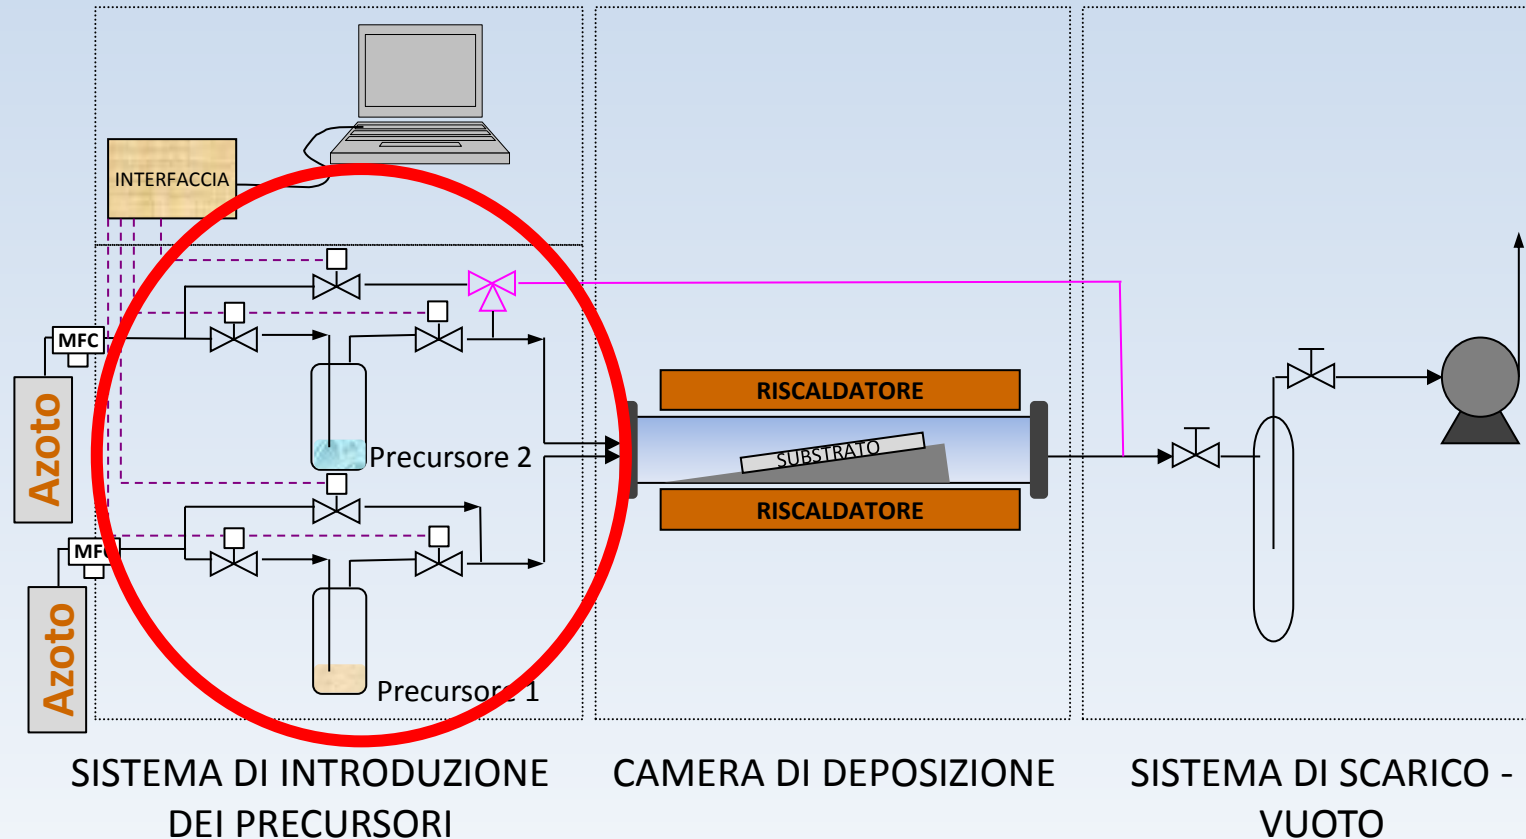 INTERFACCIA
MFC
Azoto
Precursore 2
MFC
Azoto
Precursore 1
RISCALDATORE
SUBSTRATO
RISCALDATORE
SISTEMA DI INTRODUZIONE
DEI PRECURSORI
CAMERA DI DEPOSIZIONE
SISTEMA DI SCARICO -
VUOTO